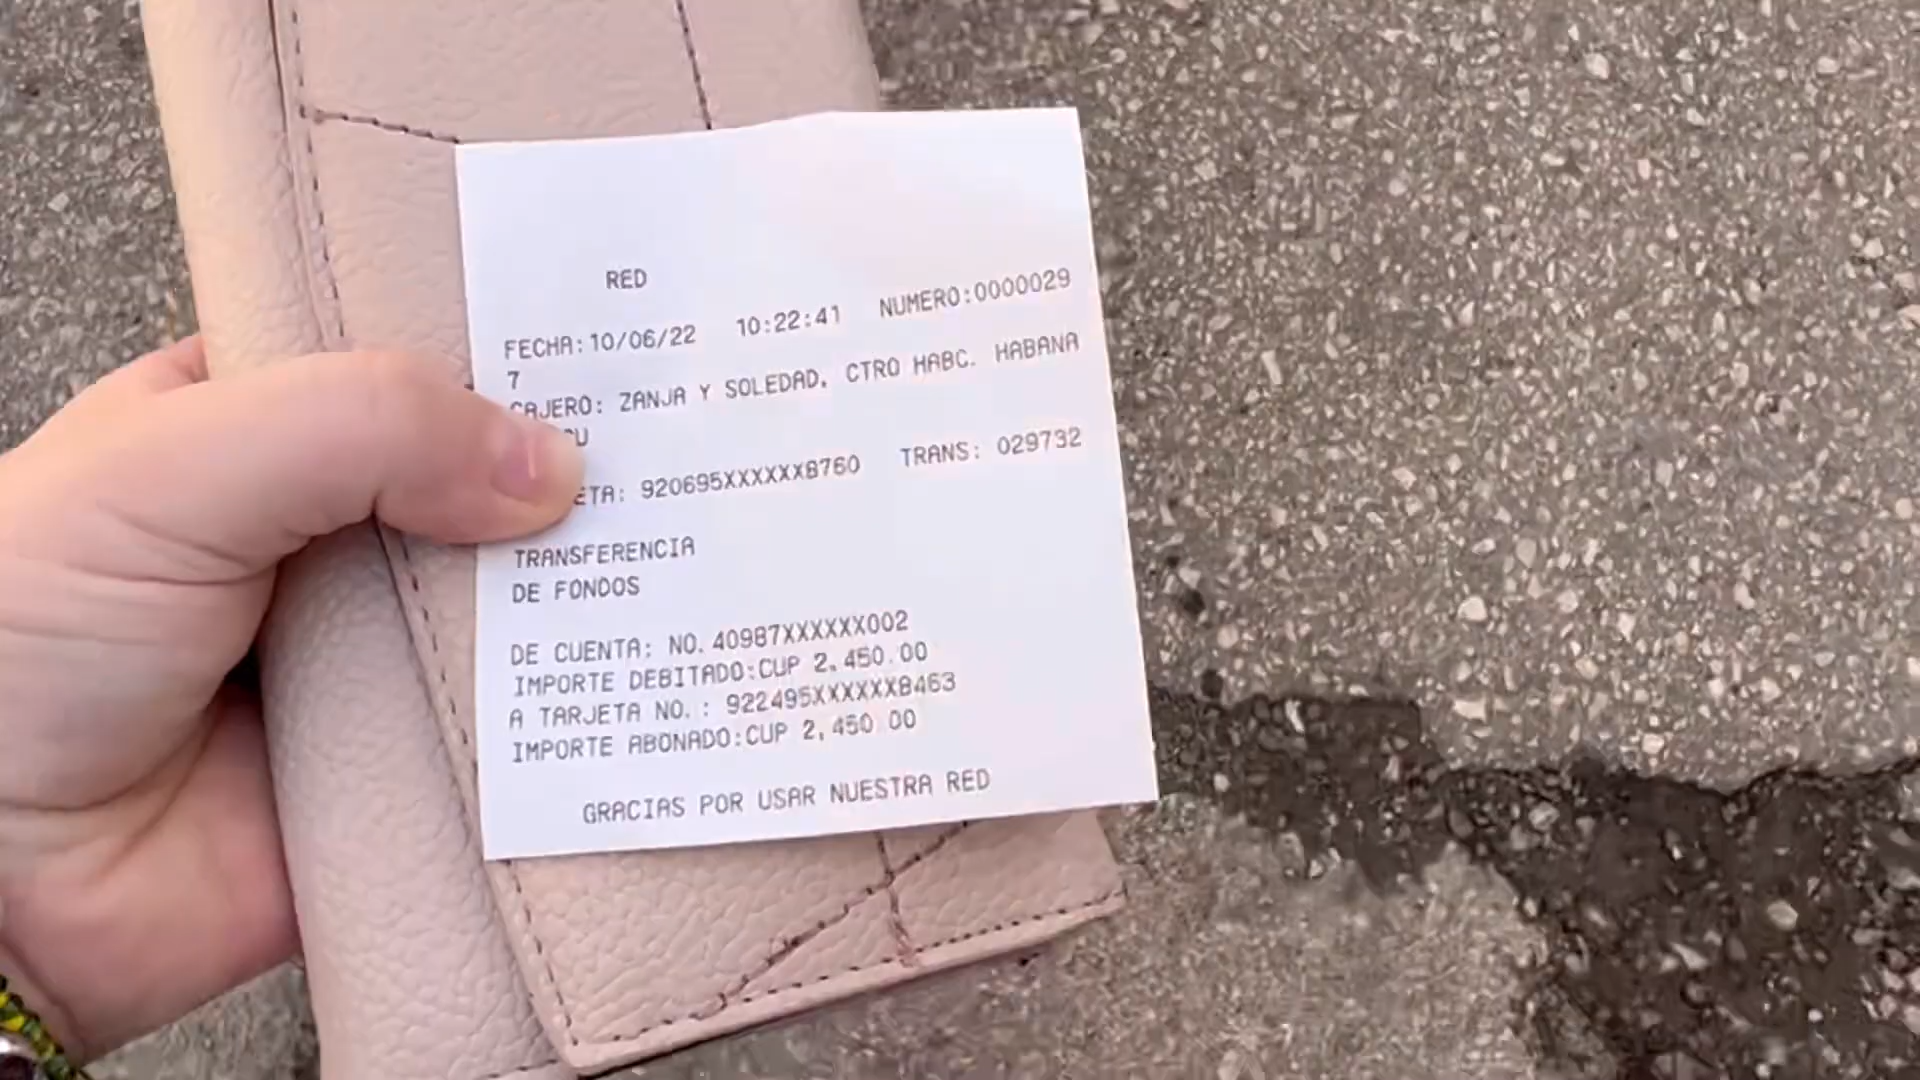 RED
FECHA:10/06/22 10:22:41 NUMERO:0000029
7
CAJERO: ZANJA Y SOLEDAD. CTRO HABC. HABANA
920695XXXXXX8760 TRANS: 029732
TRANSFERENCIA
DE FONDOS
DE CUENTA: NO. 40987XXXXXX002
IMPORTE DEBITADO:CUP 2,450.00
A TARJETA NO.: 922495XXXXXX8463
IMPORTE ABONADO:CUP 2,450.00
GRACIAS POR USAR NUESTRA RED